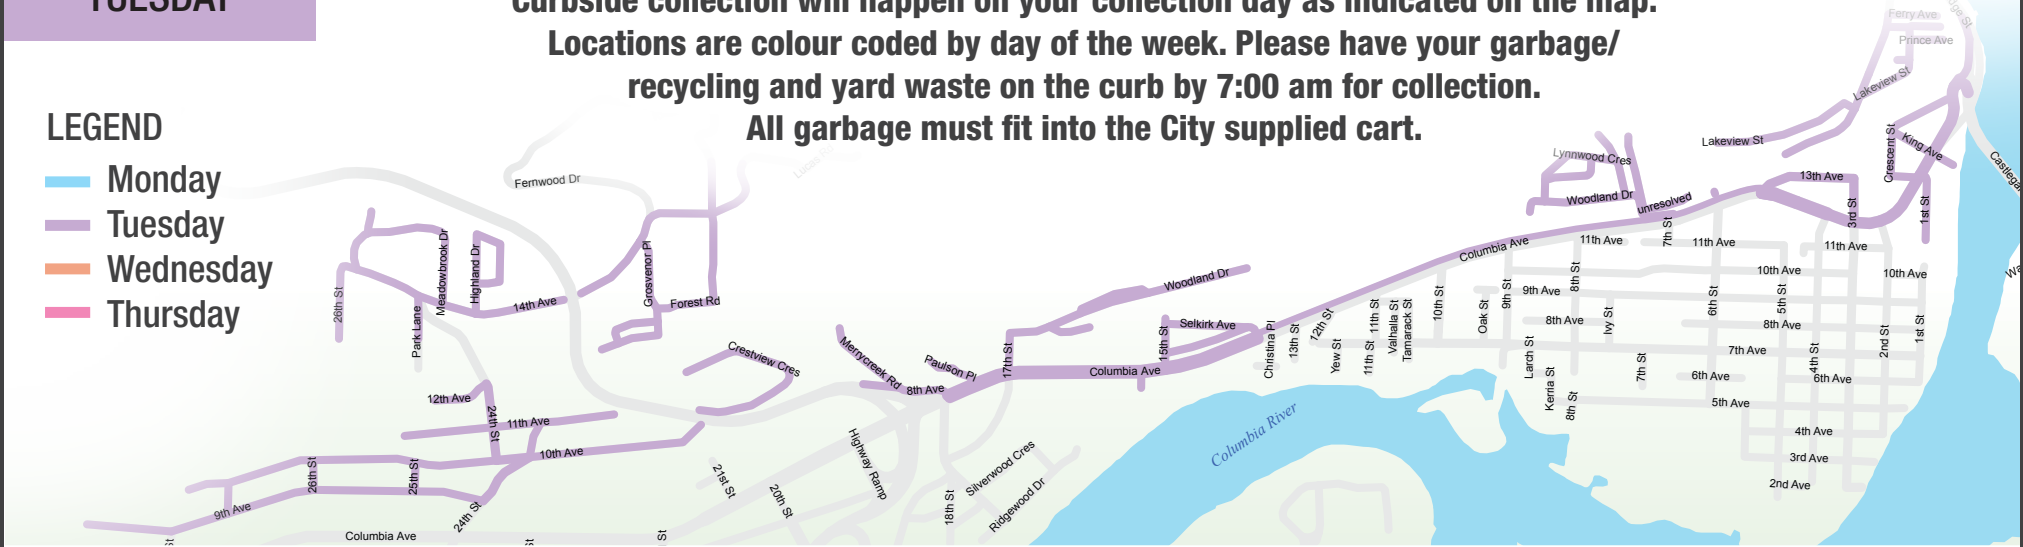 TUESDAY
Curbside collection will happen on your collection day as indicated on the map.
Locations are colour coded by day of the week. Please have your garbage/
recycling and yard waste on the curb by 7:00 am for collection.
All garbage must fit into the City supplied cart.
LEGEND
Monday
Tuesday
Wednesday
Thursday
Ferry Ave
Prince Ave
Lakeview St
Lakeview St
Crescent St
King Ave
Lynnwood Cres
Woodland Dr
unresolved
13th Ave
3rd St
1st St
Fernwood Dr
26th St
Meadowbrook Dr
Highland Dr
Park Lane
14th Ave
Grosvenor Pl
Forest Rd
Crestview Cres
Merrycreek Rd
Paulson Pl
8th Ave
17th St
Woodland Dr
15th St
Selkirk Ave
Columbia Ave
Columbia Ave
Christina Pl
13th St
12th St
Yew St
11th St
11th St
Valhalla St
Tamarack St
10th St
Oak St
9th St
9th Ave
8th St
11th Ave
7th St
11th Ave
11th Ave
10th Ave
10th Ave
6th St
5th St
Ivy St
8th Ave
8th Ave
Larch St
Kerria St
8th St
7th St
7th Ave
6th Ave
6th Ave
4th St
2nd St
1st St
5th Ave
4th Ave
3rd Ave
2nd Ave
12th Ave
24th St
11th Ave
10th Ave
26th St
25th St
24th St
9th Ave
Columbia Ave
21st St
20th St
Highway Ramp
18th St
Silverwood Cres
Ridgewood Dr
Columbia River
St
St
St